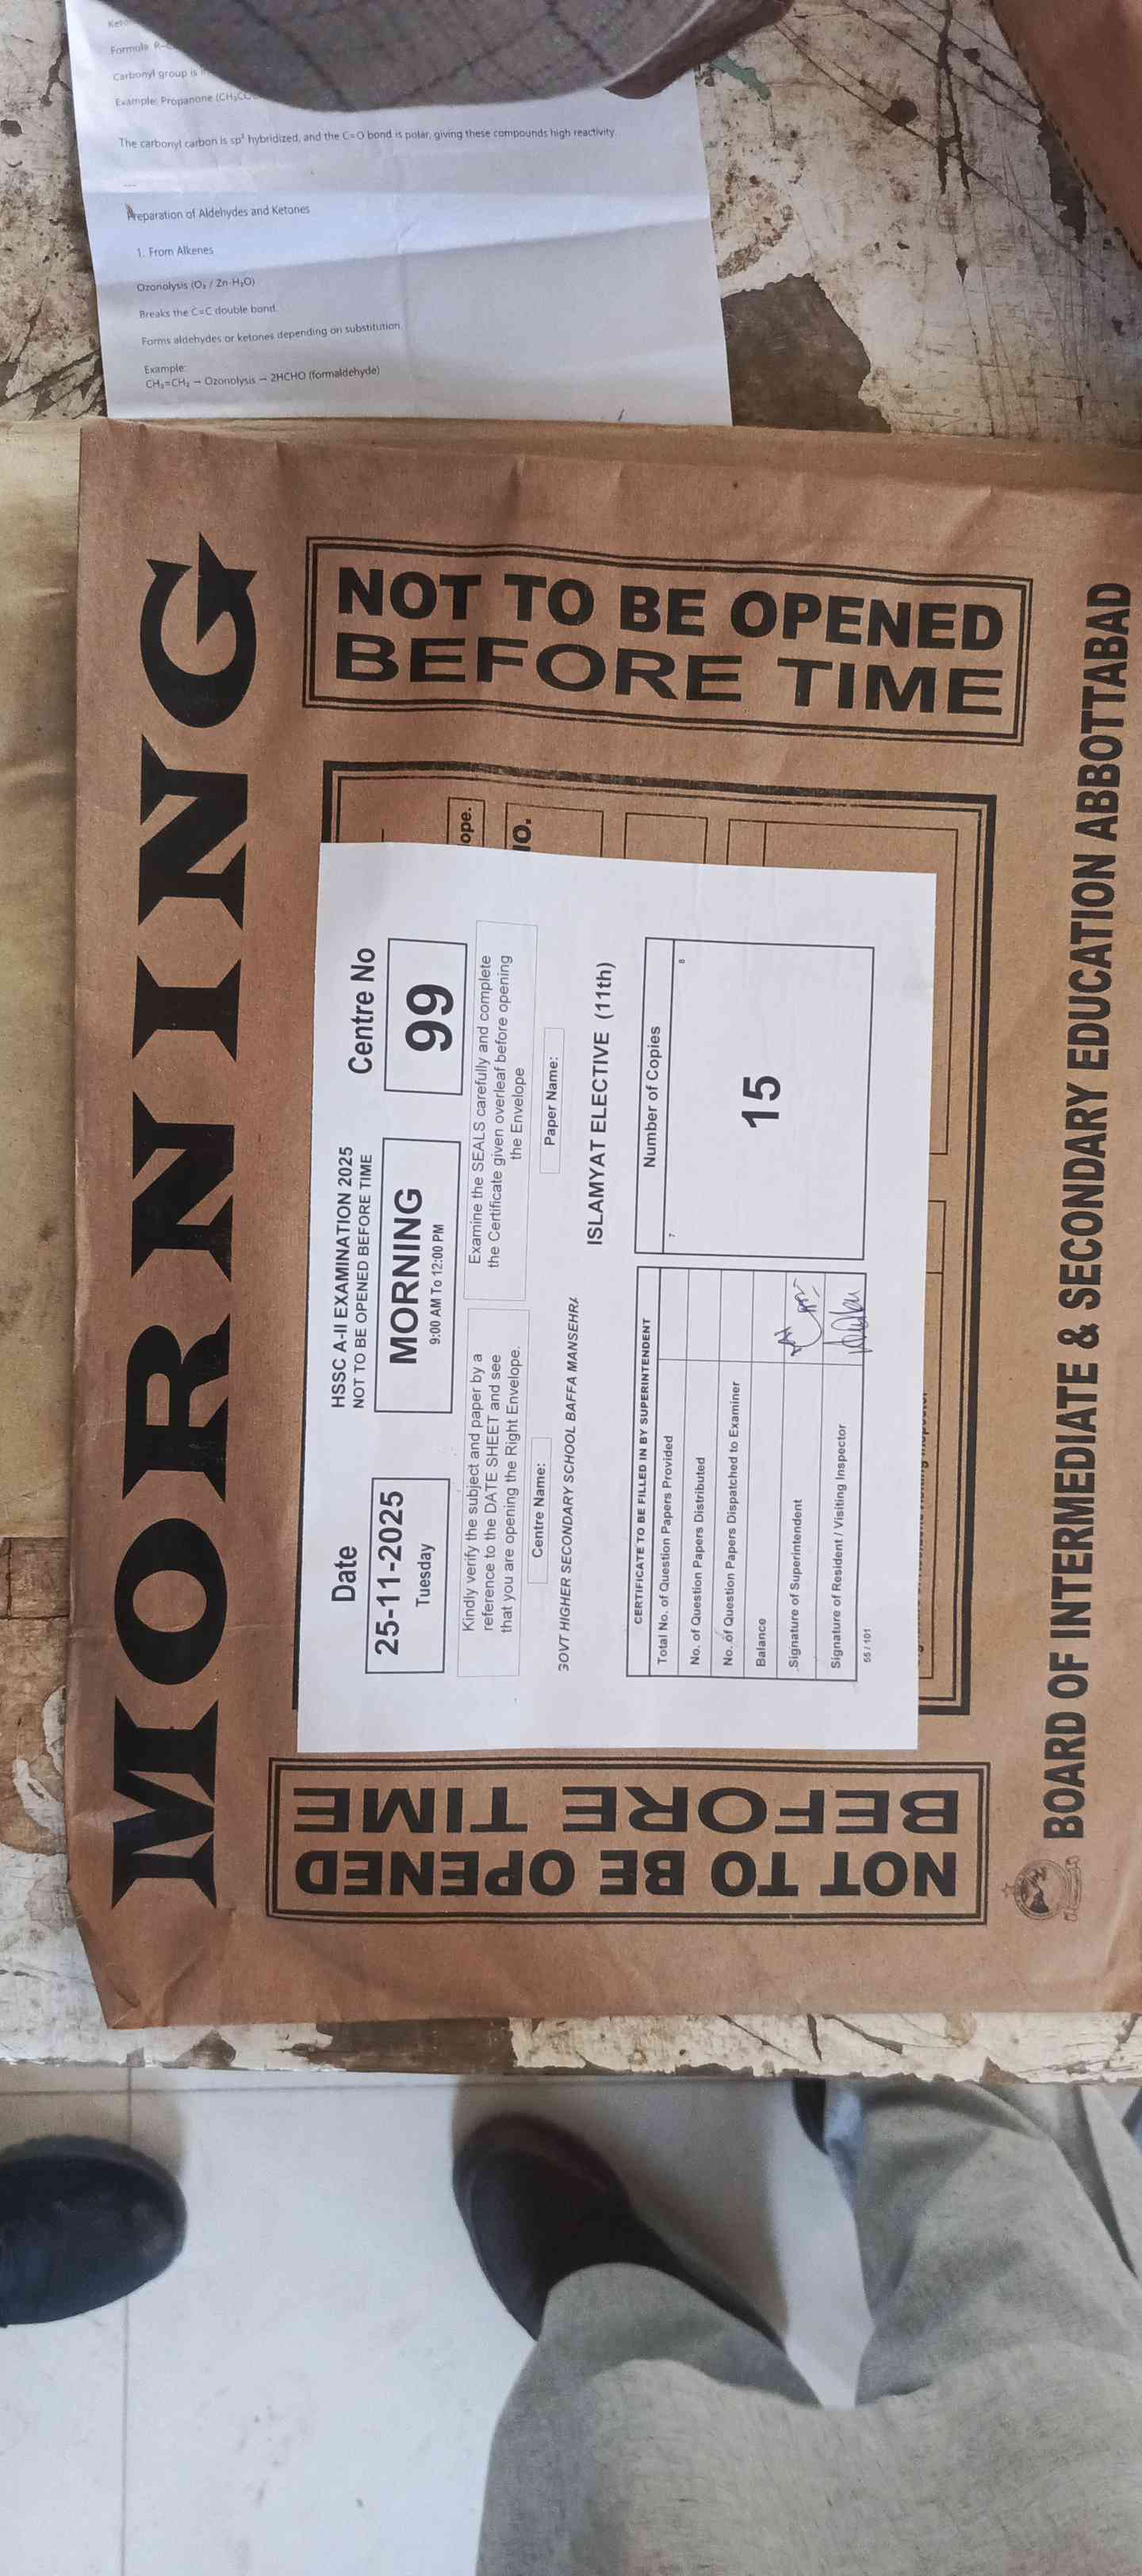 Formula
Carbonyl group is
Example: Propanone
The carbonyl carbon is sp² hybridized, and the C=O bond is polar, giving these compounds high reactivity.
---
Preparation of Aldehydes and Ketones
1. From Alkenes
Ozonolysis (O₃ / Zn-H₂O)
Breaks the C=C double bond.
Forms aldehydes or ketones depending on substitution.
Example:
CH₂=CH₂ → Ozonolysis → 2HCHO (formaldehyde)
MORNING
NOT TO BE OPENED
BEFORE TIME
ope.
Date
25-11-2025
Tuesday
HSSC A-II EXAMINATION 2025
NOT TO BE OPENED BEFORE TIME
MORNING
9:00 AM To 12:00 PM
Centre No
99
Kindly verify the subject and paper by a
reference to the DATE SHEET and see
that you are opening the Right Envelope.
Examine the SEALS carefully and complete
the Certificate given overleaf before opening
the Envelope
Centre Name:
Paper Name:
GOVT HIGHER SECONDARY SCHOOL BAFFA MANSEHRA
ISLAMYAT ELECTIVE (11th)
CERTIFICATE TO BE FILLED IN BY SUPERINTENDENT
Total No. of Question Papers Provided
No. of Question Papers Distributed
No. of Question Papers Dispatched to Examiner
Balance
Signature of Superintendent
Signature of Resident / Visiting Inspector
55 / 101
Number of Copies
7
8
15
NOT TO BE OPENED
BEFORE TIME
BOARD OF INTERMEDIATE & SECONDARY EDUCATION ABBOTTABAD